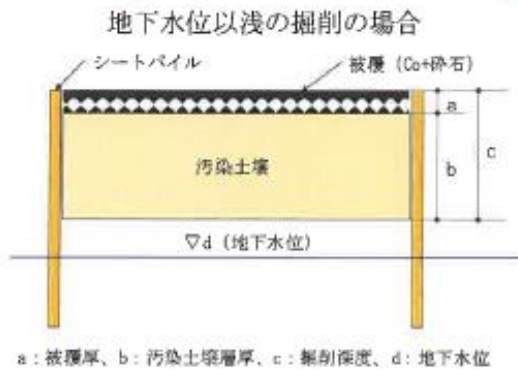 地下水位以浅の掘削の場合
シートパイル
被覆（Co+砕石）
a
b
c
汚染土壌
▽d（地下水位）
a：被覆厚、b：汚染土壌層厚、c：掘削深度、d：地下水位